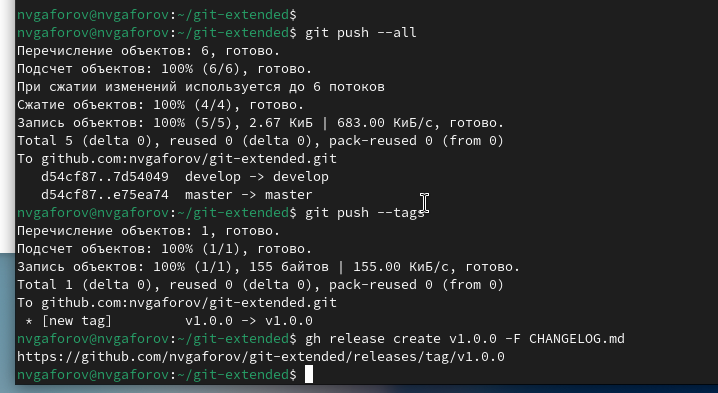 nvgaforov@nvgaforov:~/git-extended$
nvgaforov@nvgaforov:~/git-extended$ git push --all
Перечисление объектов: 6, готово.
Подсчет объектов: 100% (6/6), готово.
При сжатии изменений используется до 6 потоков
Сжатие объектов: 100% (4/4), готово.
Запись объектов: 100% (5/5), 2.67 КиБ | 683.00 КиБ/с, готово.
Total 5 (delta 0), reused 0 (delta 0), pack-reused 0 (from 0)
To github.com:nvgaforov/git-extended.git
   d54cf87..7d54049  develop -> develop
   d54cf87..e75ea74  master -> master
nvgaforov@nvgaforov:~/git-extended$ git push --tags
Перечисление объектов: 1, готово.
Подсчет объектов: 100% (1/1), готово.
Запись объектов: 100% (1/1), 155 байтов | 155.00 КиБ/с, готово.
Total 1 (delta 0), reused 0 (delta 0), pack-reused 0 (from 0)
To github.com:nvgaforov/git-extended.git
 * [new tag]         v1.0.0 -> v1.0.0
nvgaforov@nvgaforov:~/git-extended$ gh release create v1.0.0 -F CHANGELOG.md
https://github.com/nvgaforov/git-extended/releases/tag/v1.0.0
nvgaforov@nvgaforov:~/git-extended$